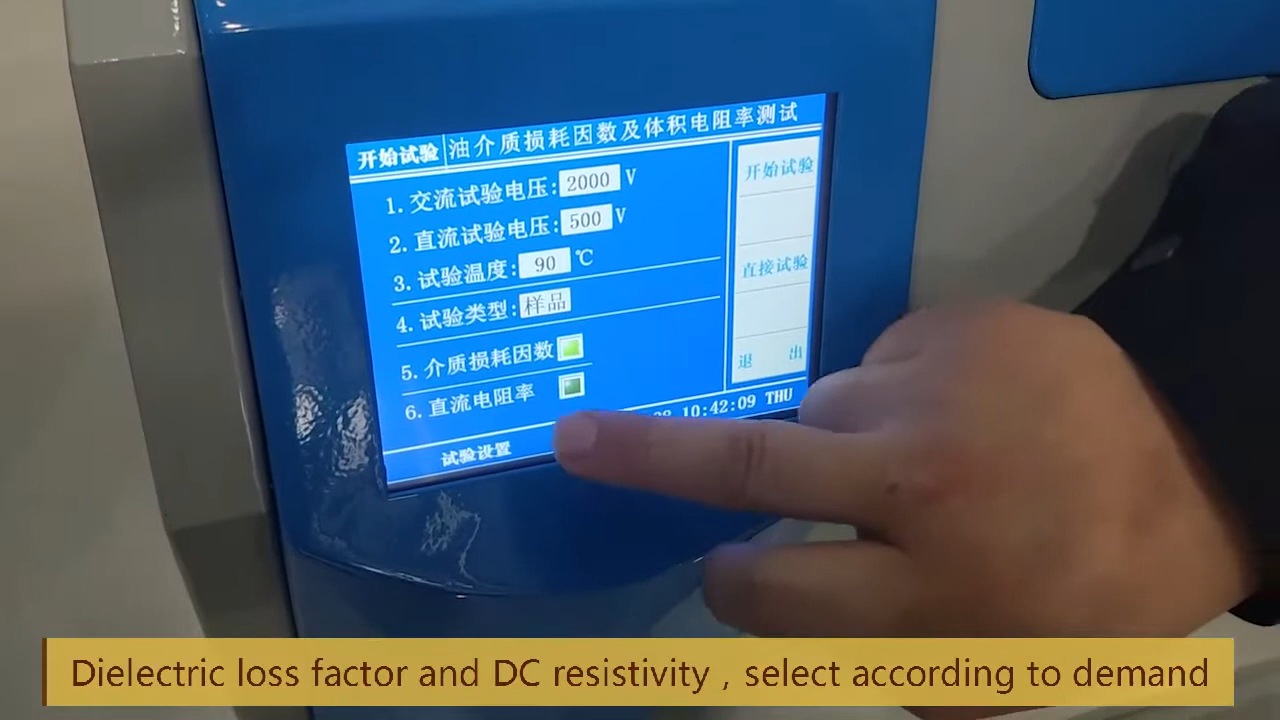 开始试验 油介质损耗因数及体积电阻率测试
1. 交流试验电压: 2000 V
2. 直流试验电压: 500 V
3. 试验温度: 90 ℃
4. 试验类型: 样品
5. 介质损耗因数
6. 直流电阻率
开始试验
直接试验
退 出
试验设置
10:42:09 THU
Dielectric loss factor and DC resistivity , select according to demand